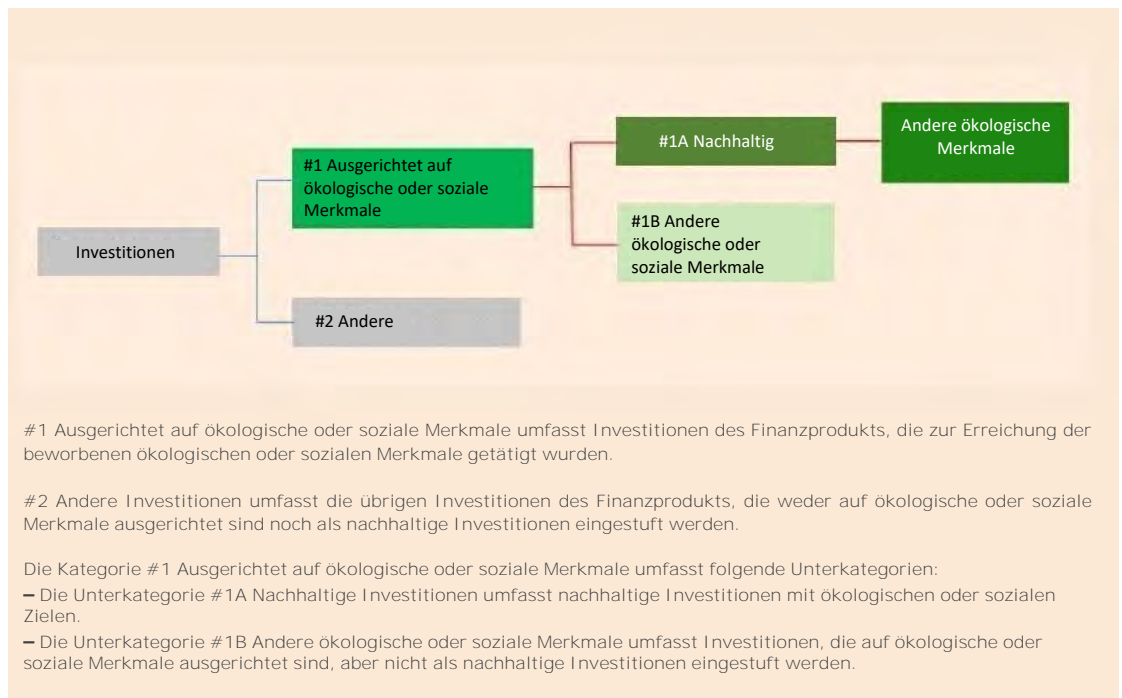 Investitionen
#1 Ausgerichtet auf
ökologische oder soziale
Merkmale
#2 Andere
#1A Nachhaltig
#1B Andere
ökologische oder
soziale Merkmale
Andere ökologische
Merkmale
#1 Ausgerichtet auf ökologische oder soziale Merkmale umfasst Investitionen des Finanzprodukts, die zur Erreichung der
beworbenen ökologischen oder sozialen Merkmale getätigt wurden.
#2 Andere Investitionen umfasst die übrigen Investitionen des Finanzprodukts, die weder auf ökologische oder soziale
Merkmale ausgerichtet sind noch als nachhaltige Investitionen eingestuft werden.
Die Kategorie #1 Ausgerichtet auf ökologische oder soziale Merkmale umfasst folgende Unterkategorien:
– Die Unterkategorie #1A Nachhaltige Investitionen umfasst nachhaltige Investitionen mit ökologischen oder sozialen
Zielen.
– Die Unterkategorie #1B Andere ökologische oder soziale Merkmale umfasst Investitionen, die auf ökologische oder
soziale Merkmale ausgerichtet sind, aber nicht als nachhaltige Investitionen eingestuft werden.